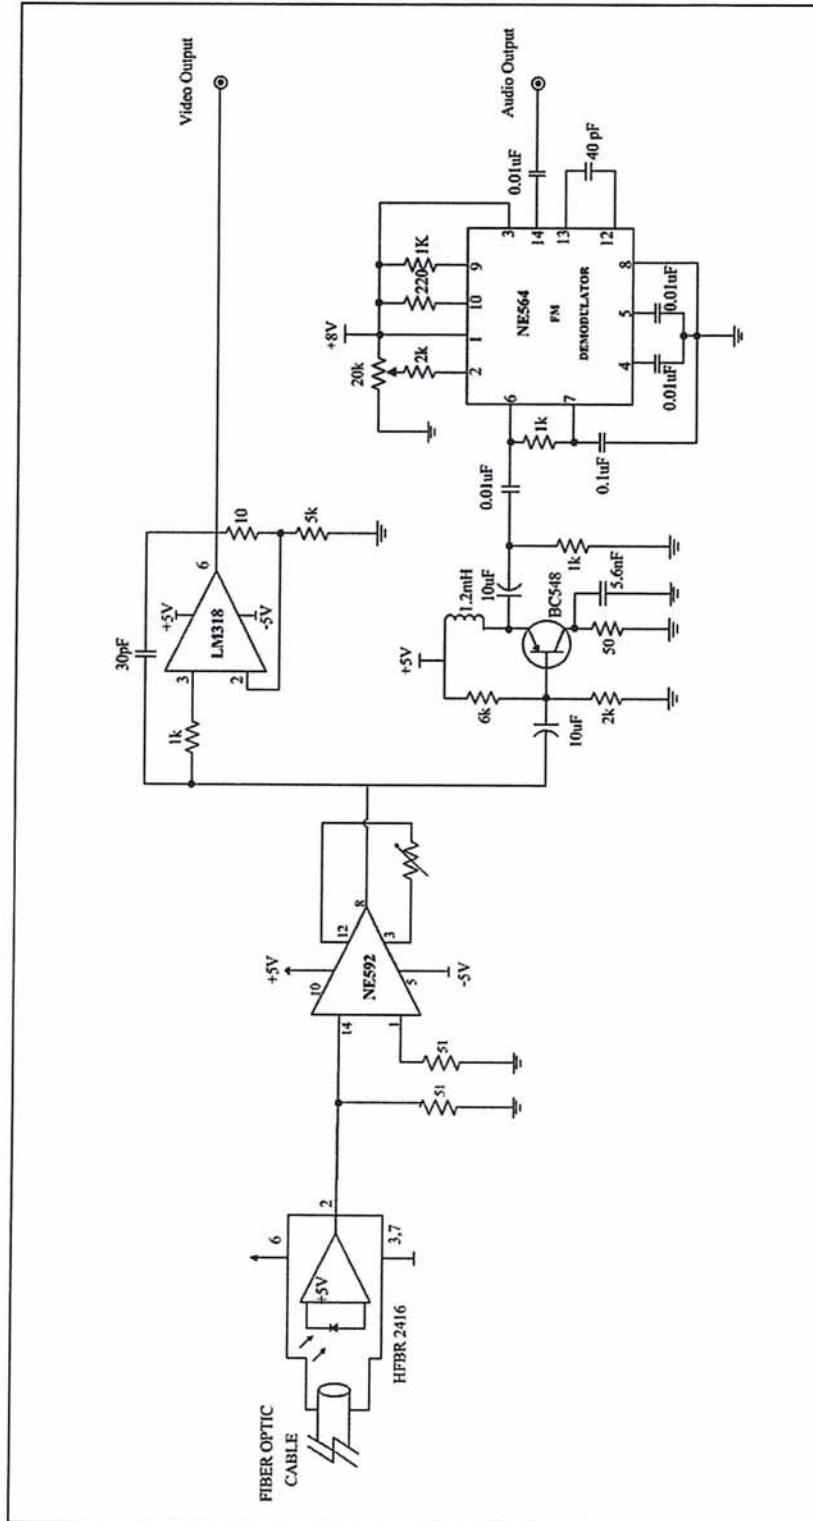 FIBER OPTIC
CABLE
HFBR 2416
+5V
6
2
3,7
51
51
14
1
10
+5V
NE592
12
3
5
-5V
8
30pF
1k
3
2
LM318
+5V
-5V
6
10
5k
Video Output
10uF
6k
2k
+5V
1.2mH
BC548
50
5.6nF
10uF
1k
0.01uF
1k
0.1uF
+8V
20k
2k
220
1K
6
7
2
1
10
9
NE564
FM
DEMODULATOR
3
14
13
12
4
5
8
0.01uF
0.01uF
0.01uF
40 pF
Audio Output